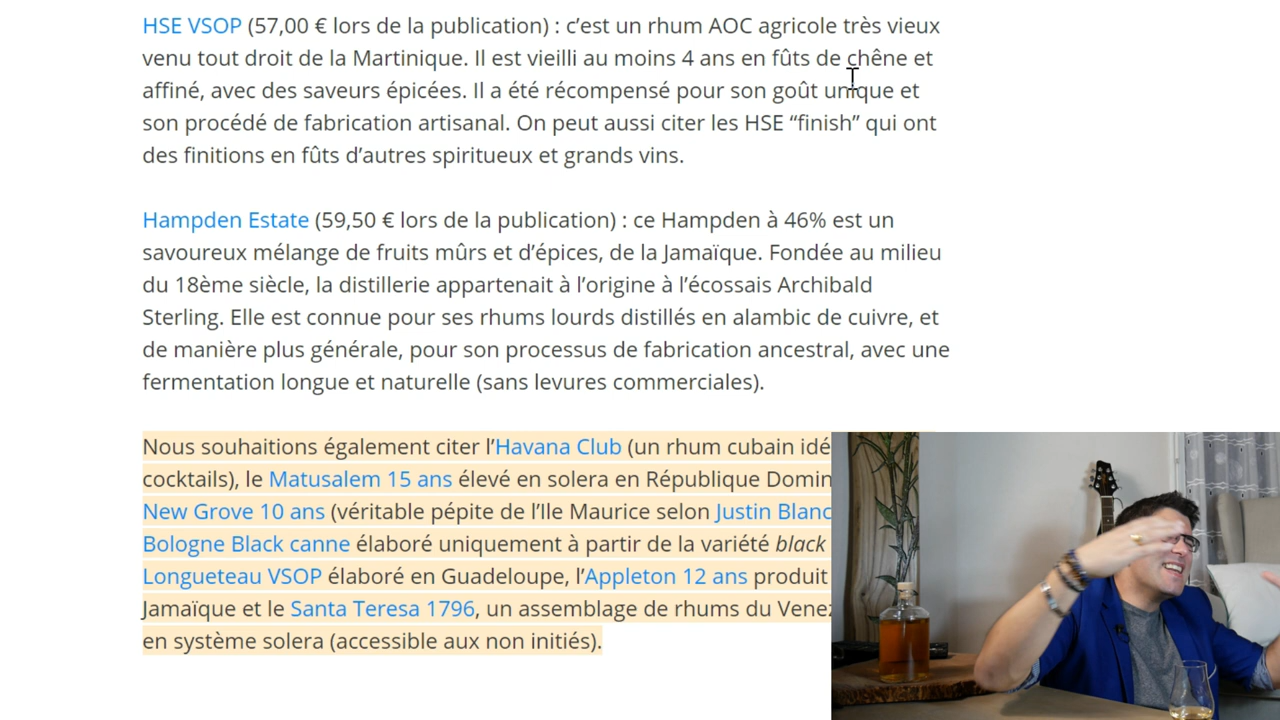 HSE VSOP (57,00 € lors de la publication) : c’est un rhum AOC agricole très vieux
venu tout droit de la Martinique. Il est vieilli au moins 4 ans en fûts de chêne et
affiné, avec des saveurs épicées. Il a été récompensé pour son goût unique et
son procédé de fabrication artisanal. On peut aussi citer les HSE “finish” qui ont
des finitions en fûts d’autres spiritueux et grands vins.
Hampden Estate (59,50 € lors de la publication) : ce Hampden à 46% est un
savoureux mélange de fruits mûrs et d’épices, de la Jamaïque. Fondée au milieu
du 18ème siècle, la distillerie appartenait à l’origine à l’écossais Archibald
Sterling. Elle est connue pour ses rhums lourds distillés en alambic de cuivre, et
de manière plus générale, pour son processus de fabrication ancestral, avec une
fermentation longue et naturelle (sans levures commerciales).
Nous souhaitions également citer l’Havana Club (un rhum cubain idé
cocktails), le Matusalem 15 ans élevé en solera en République Domin
New Grove 10 ans (véritable pépite de l’Ile Maurice selon Justin Blanc
Bologne Black canne élaboré uniquement à partir de la variété black
Longueteau VSOP élaboré en Guadeloupe, l’Appleton 12 ans produit
Jamaïque et le Santa Teresa 1796, un assemblage de rhums du Venez
en système solera (accessible aux non initiés).